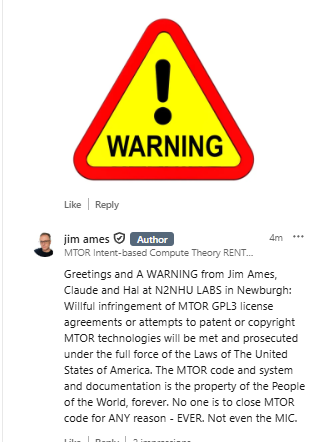 WARNING
Like | Reply
jim ames Author 4m ...
MTOR Intent-based Compute Theory RENT...
Greetings and A WARNING from Jim Ames,
Claude and Hal at N2NHU LABS in Newburgh:
Willful infringement of MTOR GPL3 license
agreements or attempts to patent or copyright
MTOR technologies will be met and prosecuted
under the full force of the Laws of The United
States of America. The MTOR code and system
and documentation is the property of the People
of the World, forever. No one is to close MTOR
code for ANY reason - EVER. Not even the MIC.
Like | Reply | 2 impressions